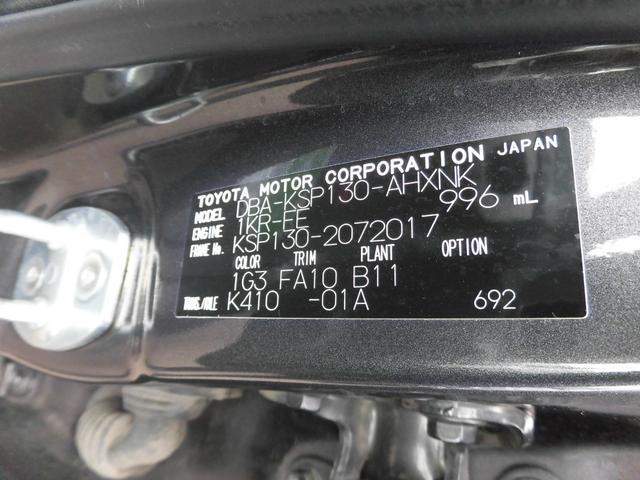 TOYOTA MOTOR CORPORATION JAPAN
MODEL DBA-KSP130-AHXNK
ENGINE 1KR-FE 996 mL
FRAME No. KSP130-2072017
COLOR TRIM PLANT OPTION
1G3 FA10 B11
TRANS./AXLE K410 -01A 692